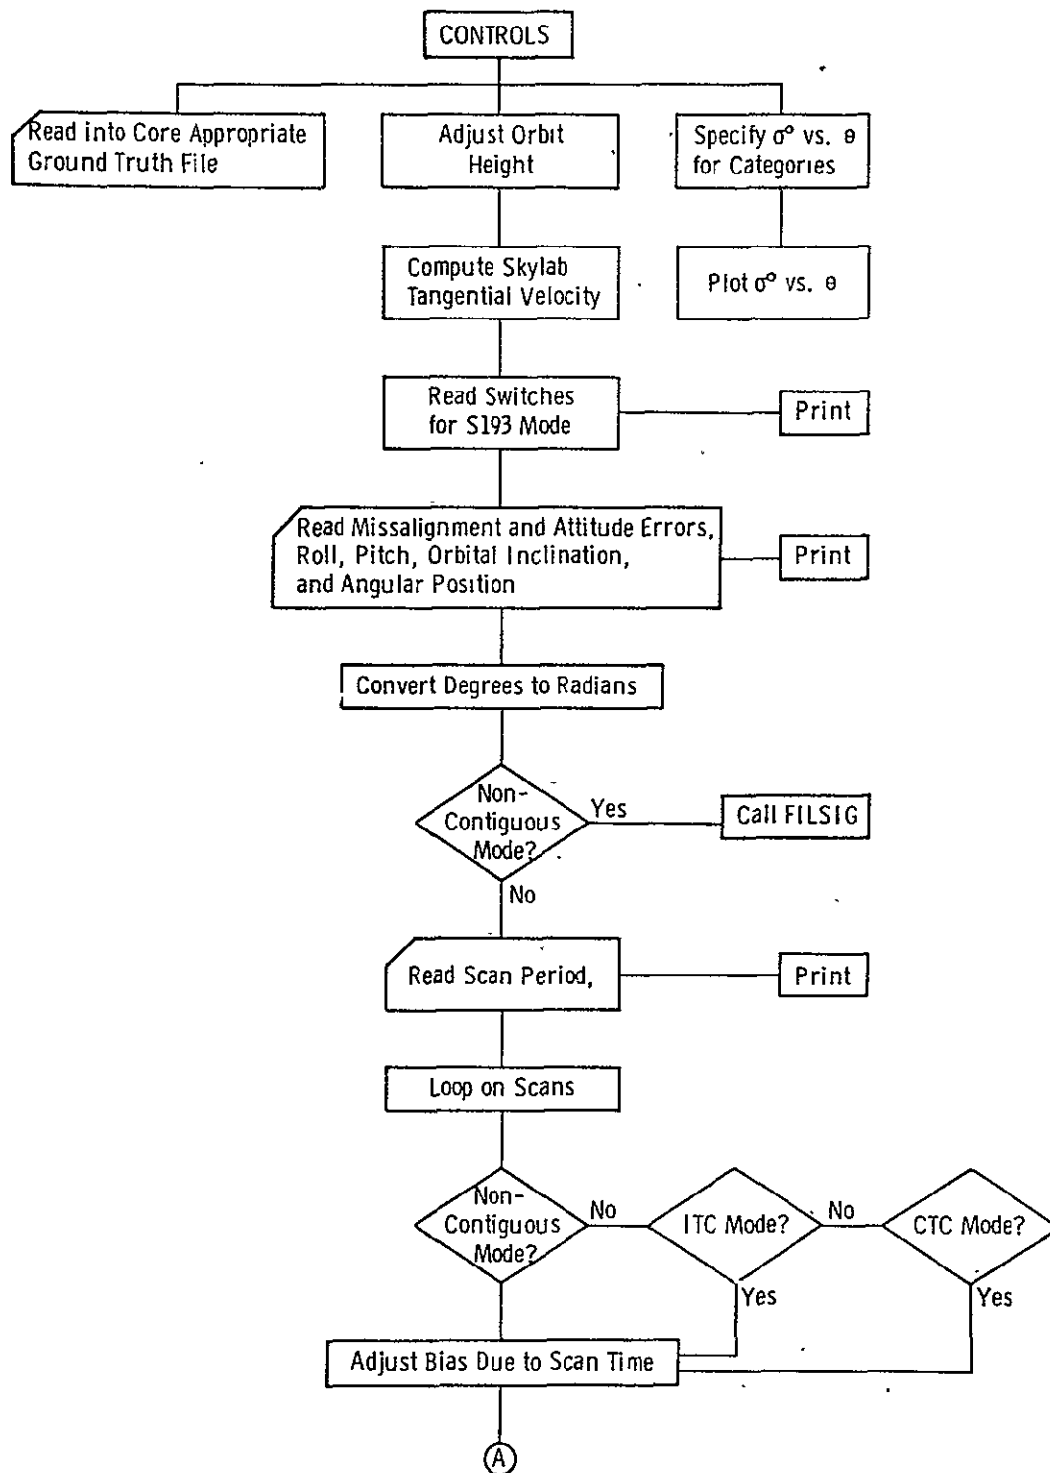 CONTROLS
Read into Core Appropriate
Ground Truth File
Adjust Orbit
Height
Specify σ° vs. θ
for Categories
Compute Skylab
Tangential Velocity
Plot σ° vs. θ
Read Switches
for S193 Mode
Print
Read Missalignment and Attitude Errors,
Roll, Pitch, Orbital Inclination,
and Angular Position
Print
Convert Degrees to Radians
Non-
Contiguous
Mode?
Yes
Call FILSIG
No
Read Scan Period,
Print
Loop on Scans
Non-
Contiguous
Mode?
No
ITC Mode?
No
CTC Mode?
Yes
Yes
Adjust Bias Due to Scan Time
A